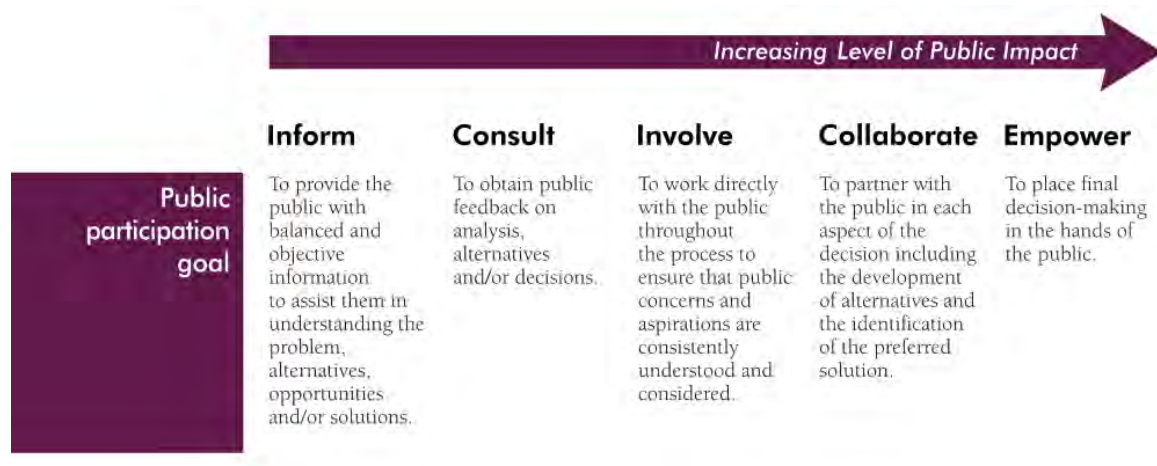 Increasing Level of Public Impact
Inform
Consult
Involve
Collaborate
Empower
Public
participation
goal
To provide the
public with
balanced and
objective
information
to assist them in
understanding the
problem,
alternatives,
opportunities
and/or solutions.
To obtain public
feedback on
analysis,
alternatives
and/or decisions.
To work directly
with the public
throughout
the process to
ensure that public
concerns and
aspirations are
consistently
understood and
considered.
To partner with
the public in each
aspect of the
decision including
the development
of alternatives and
the identification
of the preferred
solution.
To place final
decision-making
in the hands of
the public.